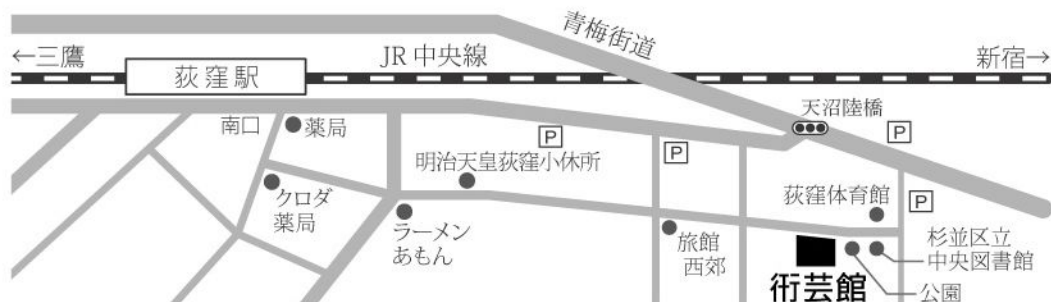 青梅街道
←三鷹
JR中央線
新宿→
荻窪駅
天沼陸橋
南口
薬局
P
P
P
明治天皇荻窪小休所
クロダ
薬局
荻窪体育館
P
ラーメン
あもん
旅館
西郊
杉並区立
中央図書館
衎芸館
公園